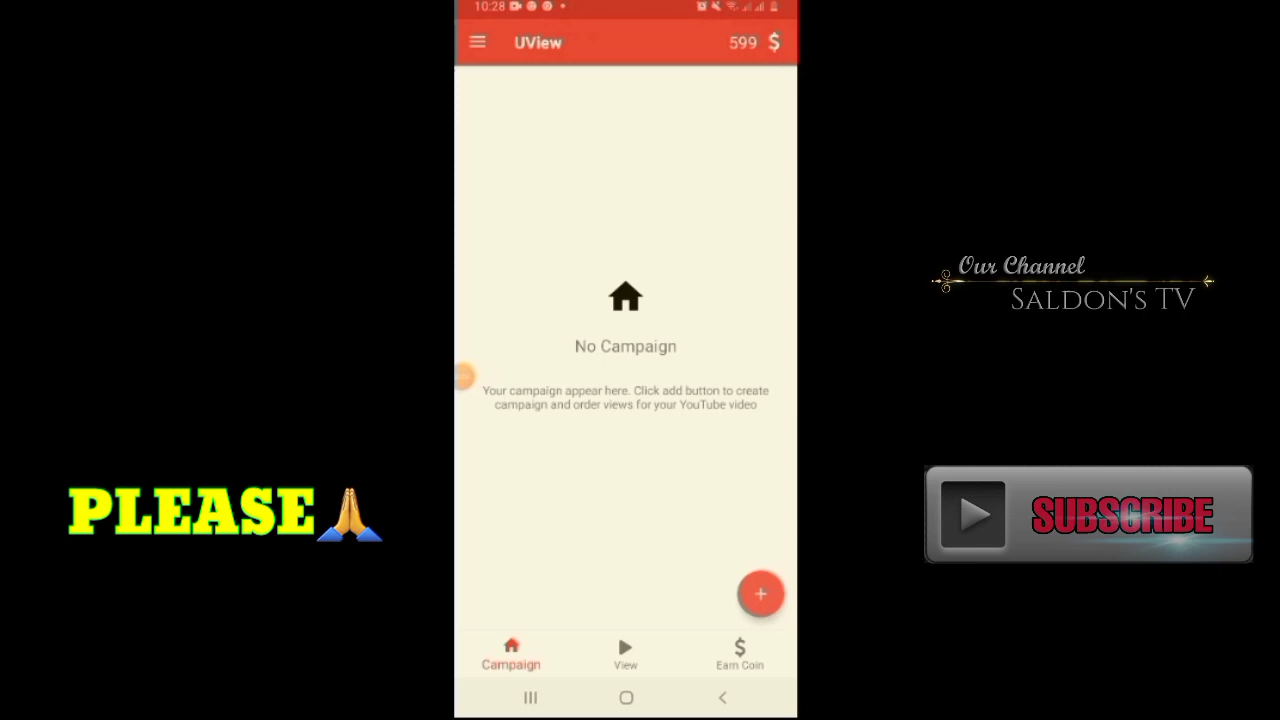 10:28
UView
599 $
No Campaign
Your campaign appear here. Click add button to create
campaign and order views for your YouTube video
Campaign
View
Earn Coin
PLEASE🙏
Our Channel
SALDON'S TV
SUBSCRIBE